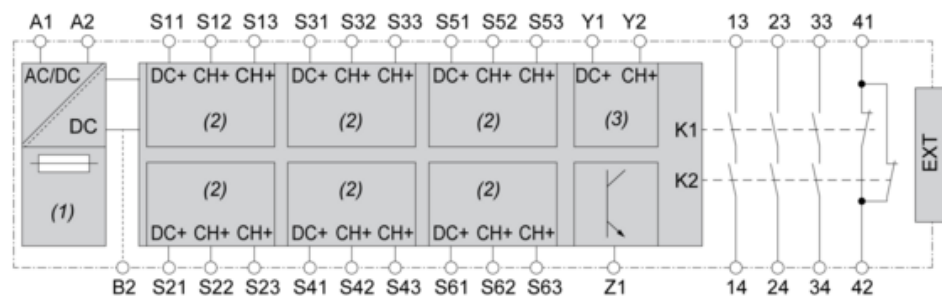 A1 A2 S11 S12 S13 S31 S32 S33 S51 S52 S53 Y1 Y2 13 23 33 41
AC/DC DC+ CH+ CH+ DC+ CH+ CH+ DC+ CH+ CH+ DC+ CH+
DC (2) (2) (2) (3) K1
EXT
(1) (2) (2) (2) K2
DC+ CH+ CH+ DC+ CH+ CH+ DC+ CH+ CH+
B2 S21 S22 S23 S41 S42 S43 S61 S62 S63 Z1 14 24 34 42